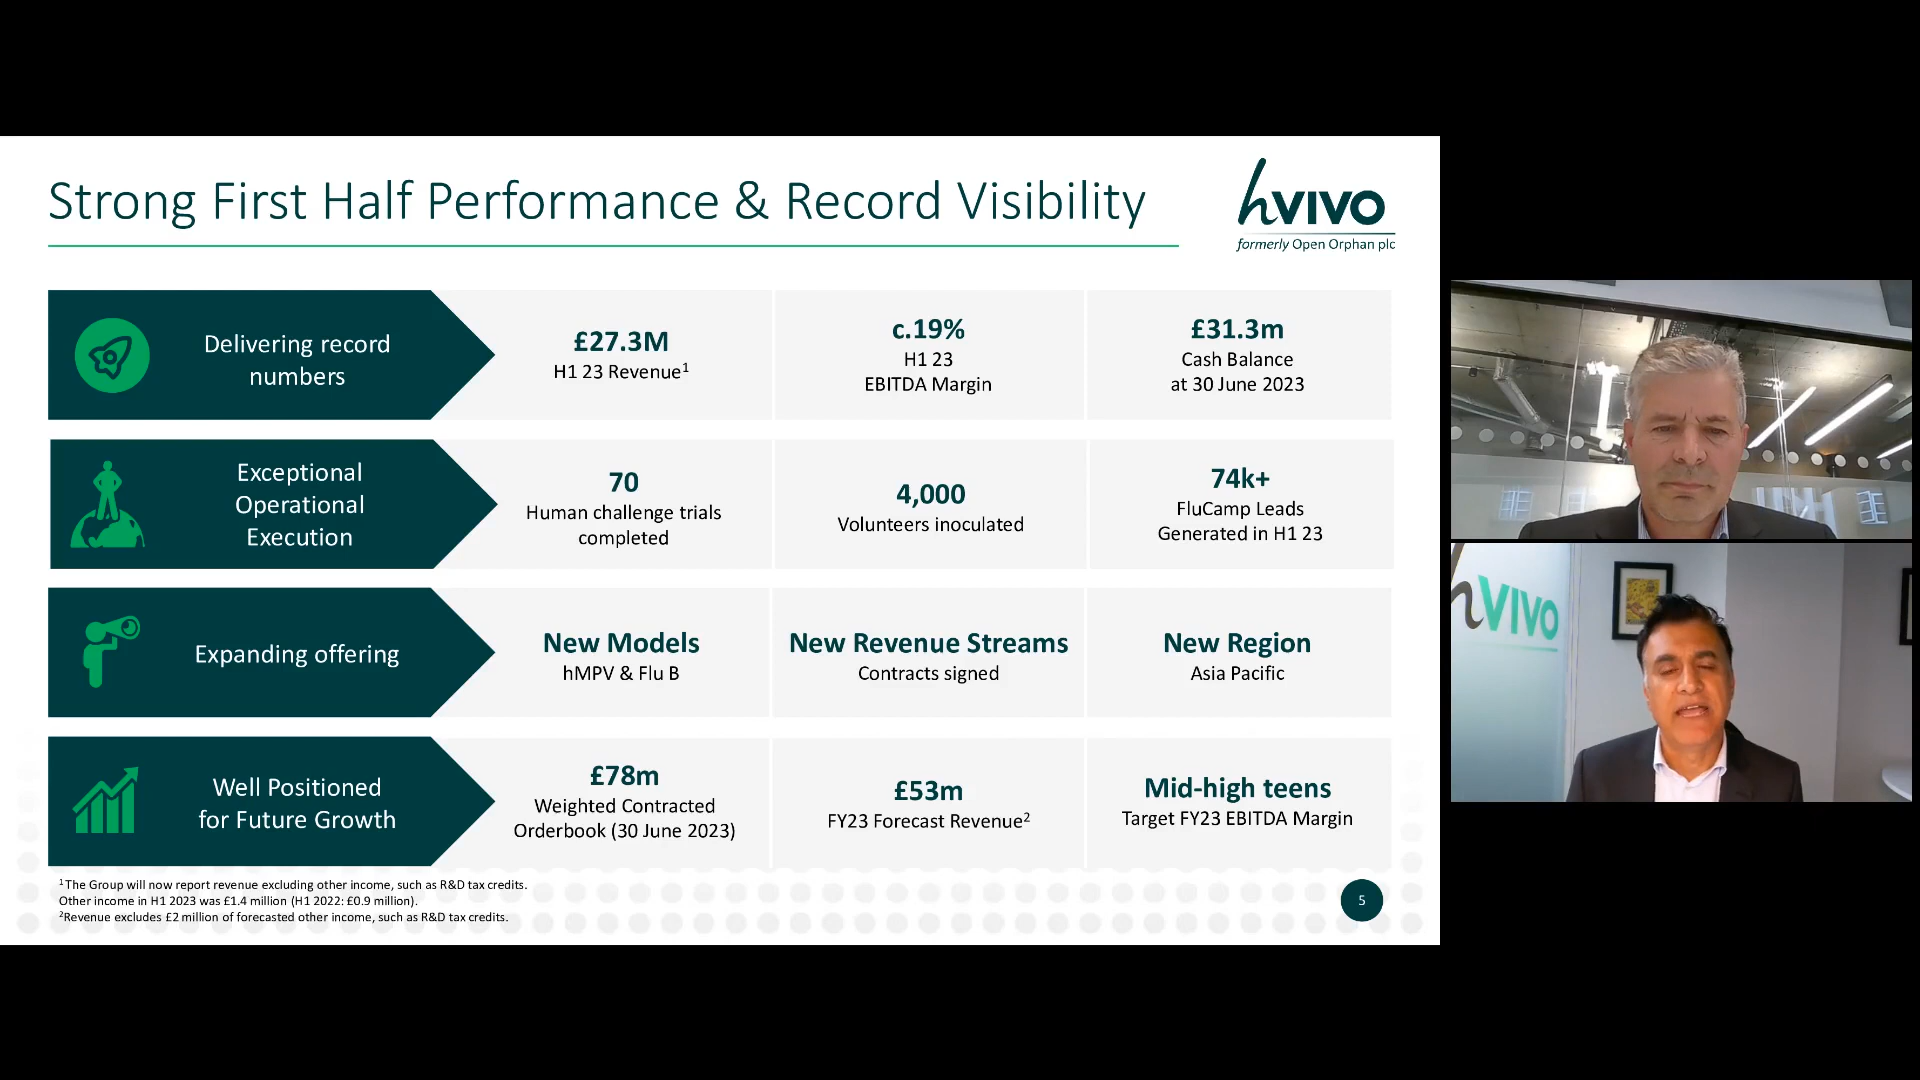 Strong First Half Performance & Record Visibility
hVIVO
formerly Open Orphan plc
Delivering record
numbers
£27.3M
H1 23 Revenue¹
c.19%
H1 23
EBITDA Margin
£31.3m
Cash Balance
at 30 June 2023
Exceptional
Operational
Execution
70
Human challenge trials
completed
4,000
Volunteers inoculated
74k+
FluCamp Leads
Generated in H1 23
Expanding offering
New Models
hMPV & Flu B
New Revenue Streams
Contracts signed
New Region
Asia Pacific
Well Positioned
for Future Growth
£78m
Weighted Contracted
Orderbook (30 June 2023)
£53m
FY23 Forecast Revenue²
Mid-high teens
Target FY23 EBITDA Margin
¹The Group will now report revenue excluding other income, such as R&D tax credits.
Other income in H1 2023 was £1.4 million (H1 2022: £0.9 million).
²Revenue excludes £2 million of forecasted other income, such as R&D tax credits.
5
hVIVO